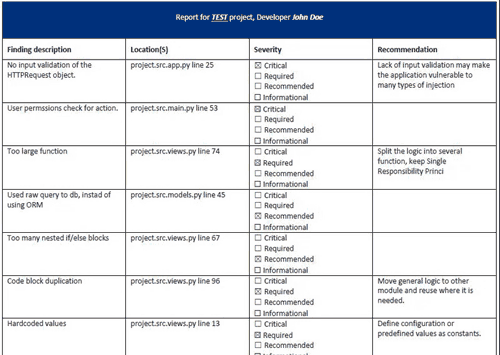 Report for TEST project, Developer John Doe
Finding description Location(S) Severity Recommendation
No input validation of the HTTPRequest object. project.src.app.py line 25 ☒ Critical Lack of input validation may make
☐ Required the application vulnerable to
☐ Recommended many types of injection
☐ Informational
User permssions check for action. project.src.main.py line 53 ☒ Critical
☐ Required
☐ Recommended
☐ Informational
Too large function project.src.views.py line 74 ☐ Critical Split the logic into several
☒ Required function, keep Single
☐ Recommended Responsibility Princi
☐ Informational
Used raw query to db, instad of project.src.models.py line 45 ☐ Critical
using ORM ☐ Required
☒ Recommended
☐ Informational
Too many nested if/else blocks project.src.views.py line 67 ☐ Critical
☐ Required
☒ Recommended
☐ Informational
Code block duplication project.src.views.py line 96 ☐ Critical Move general logic to other
☒ Required module and reuse where it is
☐ Recommended needed.
☐ Informational
Hardcoded values project.src.views.py line 13 ☐ Critical Define configuration or
☒ Required predefined values as constants.
☐ Recommended
☐ Informational